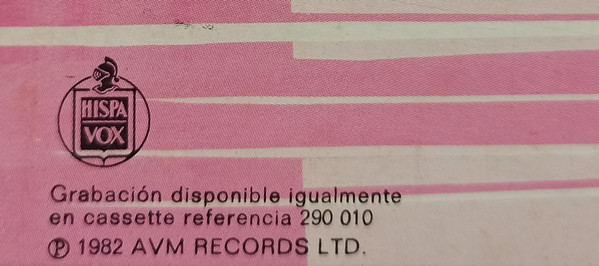 HISPA
VOX
Grabación disponible igualmente
en cassette referencia 290 010
℗ 1982 AVM RECORDS LTD.